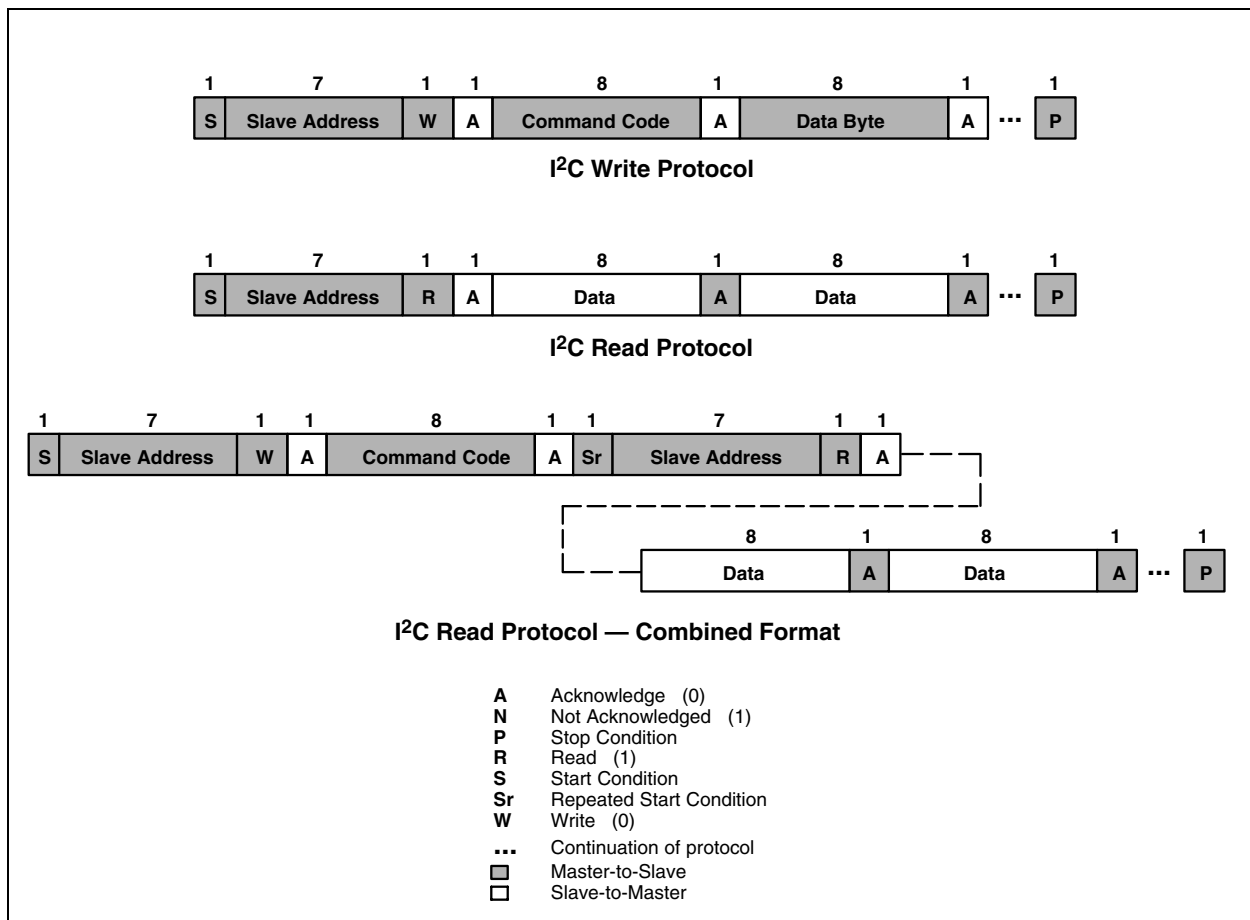 1 7 1 1 8 1 8 1 1
S Slave Address W A Command Code A Data Byte A ... P
I²C Write Protocol
1 7 1 1 8 1 8 1 1
S Slave Address R A Data A Data A ... P
I²C Read Protocol
1 7 1 1 8 1 1 7 1 1
S Slave Address W A Command Code A Sr Slave Address R A
8 1 8 1 1
Data A Data A ... P
I²C Read Protocol — Combined Format
A Acknowledge (0)
N Not Acknowledged (1)
P Stop Condition
R Read (1)
S Start Condition
Sr Repeated Start Condition
W Write (0)
... Continuation of protocol
Master-to-Slave
Slave-to-Master